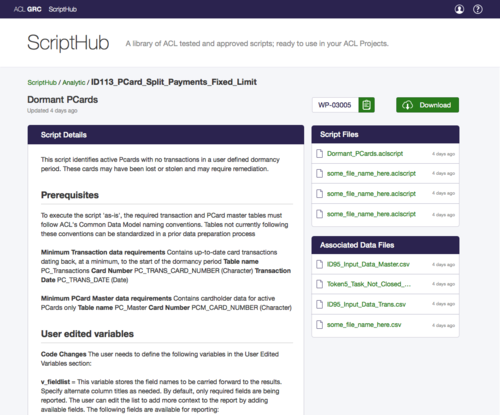 ACL GRC ScriptHub
ScriptHub
A library of ACL tested and approved scripts; ready to use in your ACL Projects.
ScriptHub / Analytic / ID113_PCard_Split_Payments_Fixed_Limit
Dormant PCards
Updated 4 days ago
WP-03005
Download
Script Details
This script identifies active Pcards with no transactions in a user defined dormancy
period. These cards may have been lost or stolen and may require remediation.
Prerequisites
To execute the script 'as-is', the required transaction and PCard master tables must
follow ACL's Common Data Model naming conventions. Tables not currently following
these conventions can be standardized in a prior data preparation process
Minimum Transaction data requirements Contains up-to-date card transactions
dating back, at a minimum, to the start of the dormancy period Table name
PC_Transactions Card Number PC_TRANS_CARD_NUMBER (Character) Transaction
Date PC_TRANS_DATE (Date)
Minimum PCard Master data requirements Contains cardholder data for active
PCards only Table name PC_Master Card Number PCM_CARD_NUMBER (Character)
User edited variables
Code Changes The user needs to define the following variables in the User Edited
Variables section:
v_fieldlist = This variable stores the field names to be carried forward to the results.
Specify alternate column titles as needed. By default, only required fields are being
reported. The user can edit the list to add more context to the report by adding
available fields. The following fields are available for reporting:
Script Files
Dormant_PCards.aclscript 4 days ago
some_file_name_here.aclscript 4 days ago
some_file_name_here.aclscript 4 days ago
some_file_name_here.aclscript 4 days ago
Associated Data Files
ID95_Input_Data_Master.csv 4 days ago
Token5_Task_Not_Closed_... 4 days ago
ID95_Input_Data_Trans.csv 4 days ago
some_file_name_here.csv 4 days ago